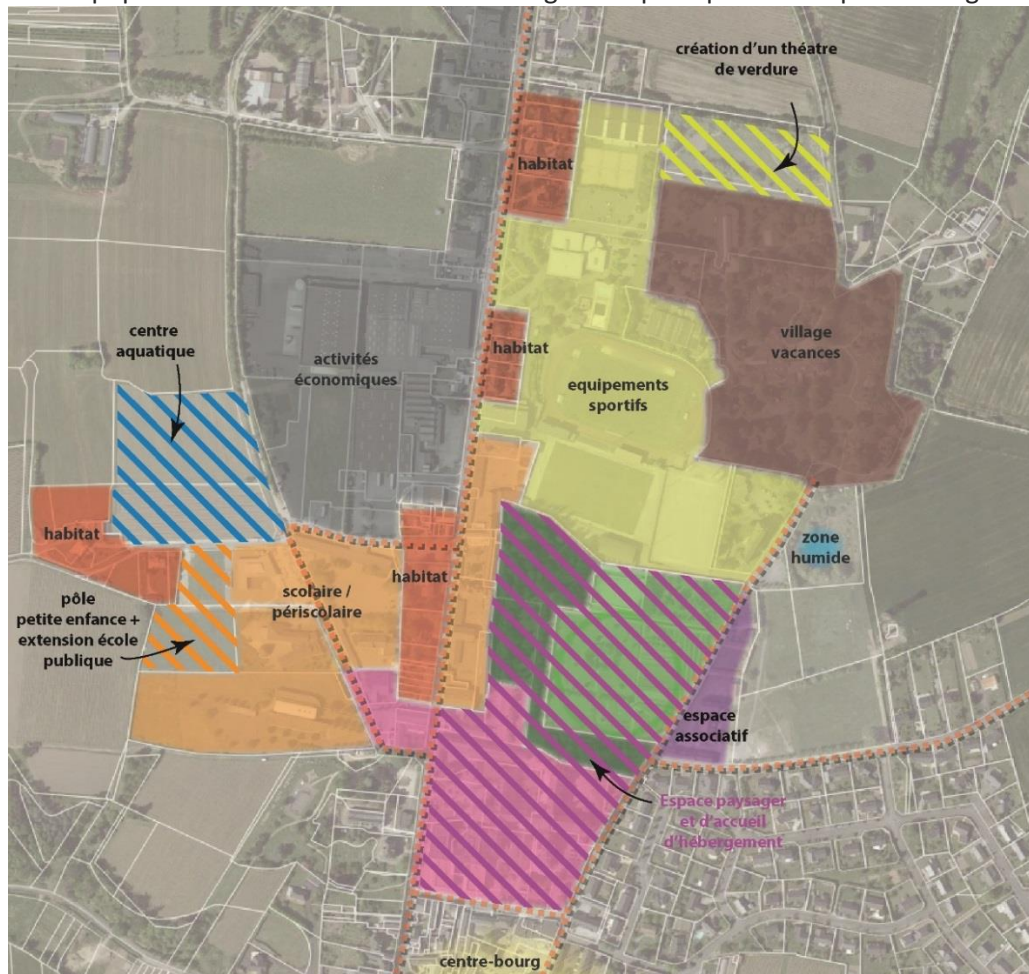 création d'un théatre
de verdure
habitat
centre
aquatique
activités
économiques
habitat
village
vacances
equipements
sportifs
habitat
zone
humide
habitat
scolaire /
périscolaire
pôle
petite enfance +
extension école
publique
espace
associatif
Espace paysager
et d'accueil
d'hébergement
centre-bourg